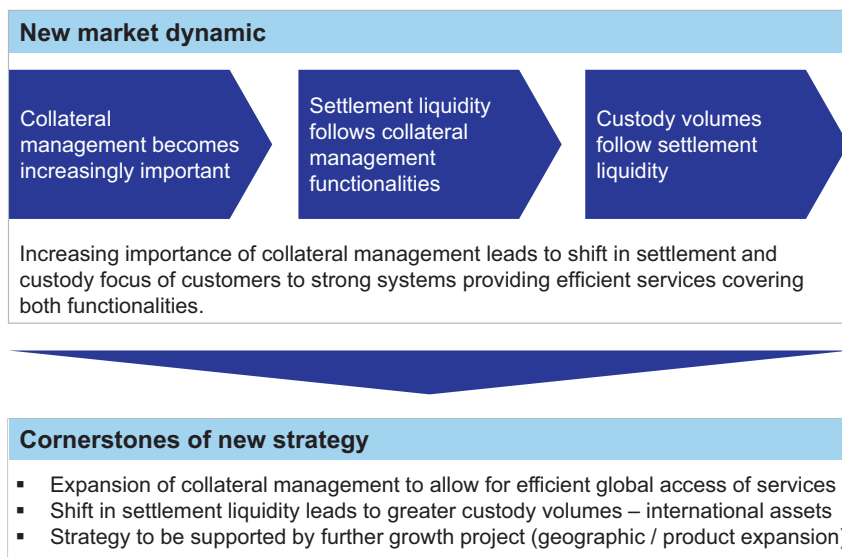 New market dynamic
Collateral
management becomes
increasingly important
Settlement liquidity
follows collateral
management
functionalities
Custody volumes
follow settlement
liquidity
Increasing importance of collateral management leads to shift in settlement and
custody focus of customers to strong systems providing efficient services covering
both functionalities.
Cornerstones of new strategy
▪ Expansion of collateral management to allow for efficient global access of services
▪ Shift in settlement liquidity leads to greater custody volumes – international assets
▪ Strategy to be supported by further growth project (geographic / product expansion)